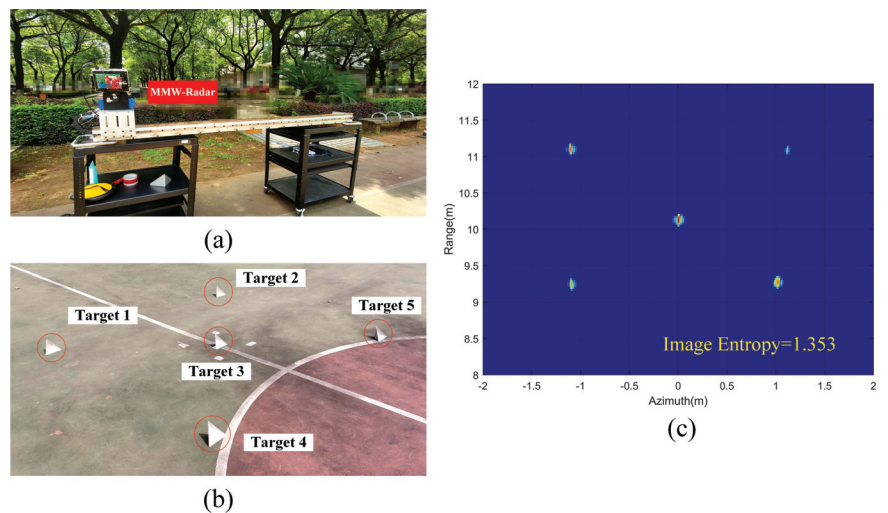 MMW-Radar
(a)
Target 2
Target 5
Target 1
Target 3
Target 4
(b)
12
11.5
11
10.5
10
9.5
9
8.5
8
Range(m)
Image Entropy=1.353
-2 -1.5 -1 -0.5 0 0.5 1 1.5 2
Azimuth(m)
(c)